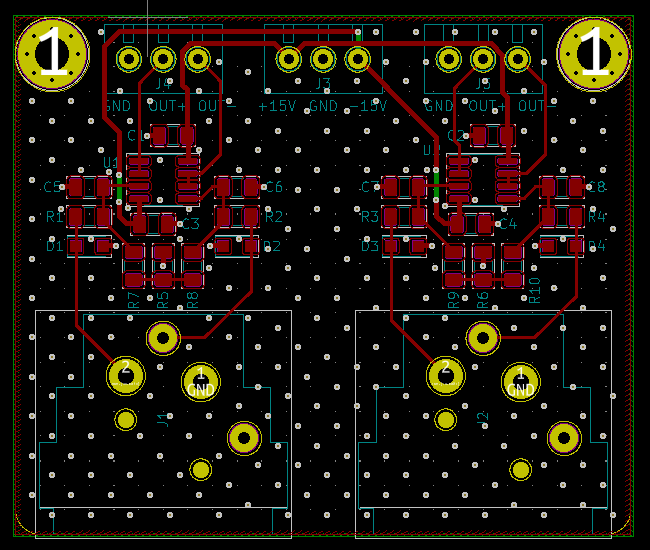 1 1
J4 J3 J5
GND OUT+ OUT- +15V GND -15V GND OUT+ OUT-
C1 C2
U1
C5 C6 C7 C8
R1 R2 R3 R4
C3 C4
D1 D3
R7 R5 R8 R9 R6 R10
2 1 2 1
GND GND
J1 J2